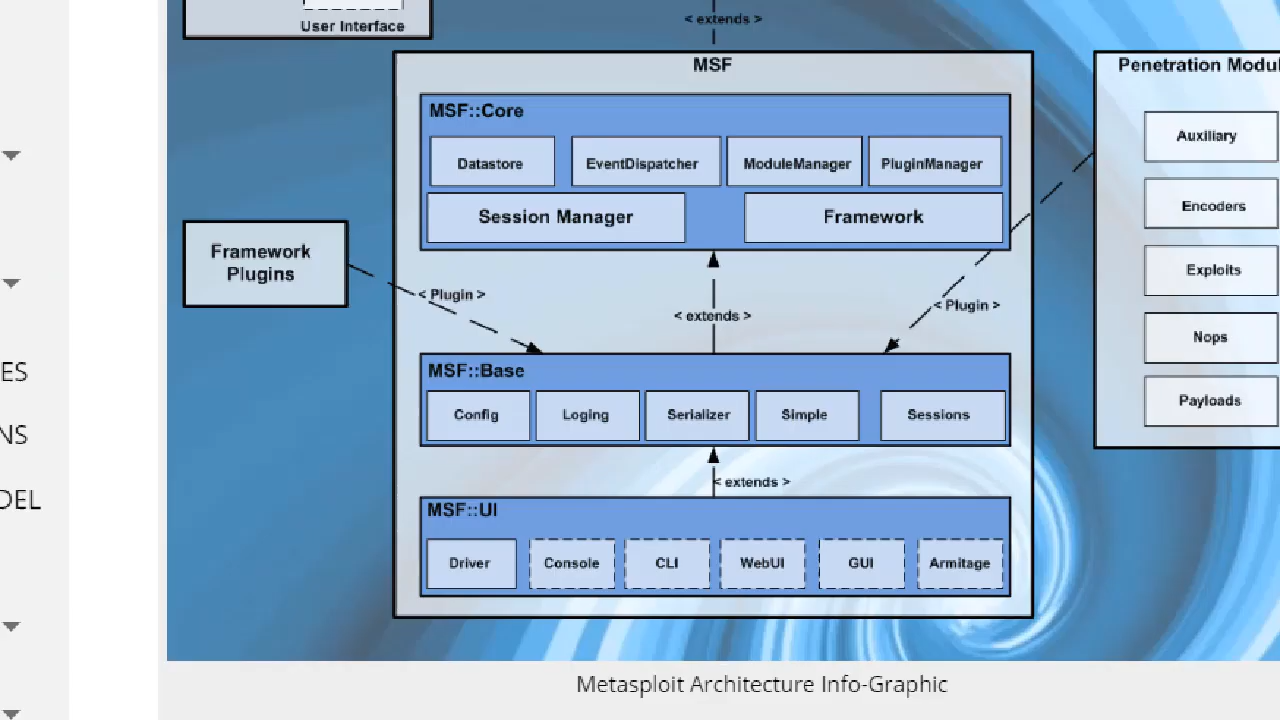 User Interface
< extends >
MSF
Penetration Modul
MSF::Core
Datastore
EventDispatcher
ModuleManager
PluginManager
Session Manager
Framework
Auxiliary
Encoders
Exploits
Nops
Payloads
Framework
Plugins
< Plugin >
< extends >
< Plugin >
MSF::Base
Config
Loging
Serializer
Simple
Sessions
< extends >
MSF::UI
Driver
Console
CLI
WebUI
GUI
Armitage
ES
NS
DEL
Metasploit Architecture Info-Graphic